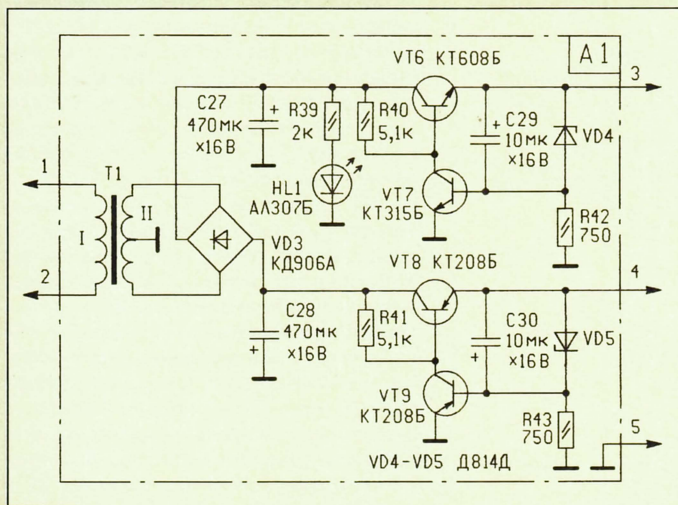 A1
VT6 КТ608Б
3
C27
470мк
×16В
R39
2к
R40
5,1к
C29
10мк
×16В
VD4
1
T1
I
II
HL1
АЛ307Б
VT7
КТ315Б
R42
750
VD3
КД906А
VT8 КТ208Б
2
4
C28
470мк
×16В
R41
5,1к
C30
10мк
×16В
VD5
VT9
КТ208Б
R43
750
5
VD4-VD5 Д814Д